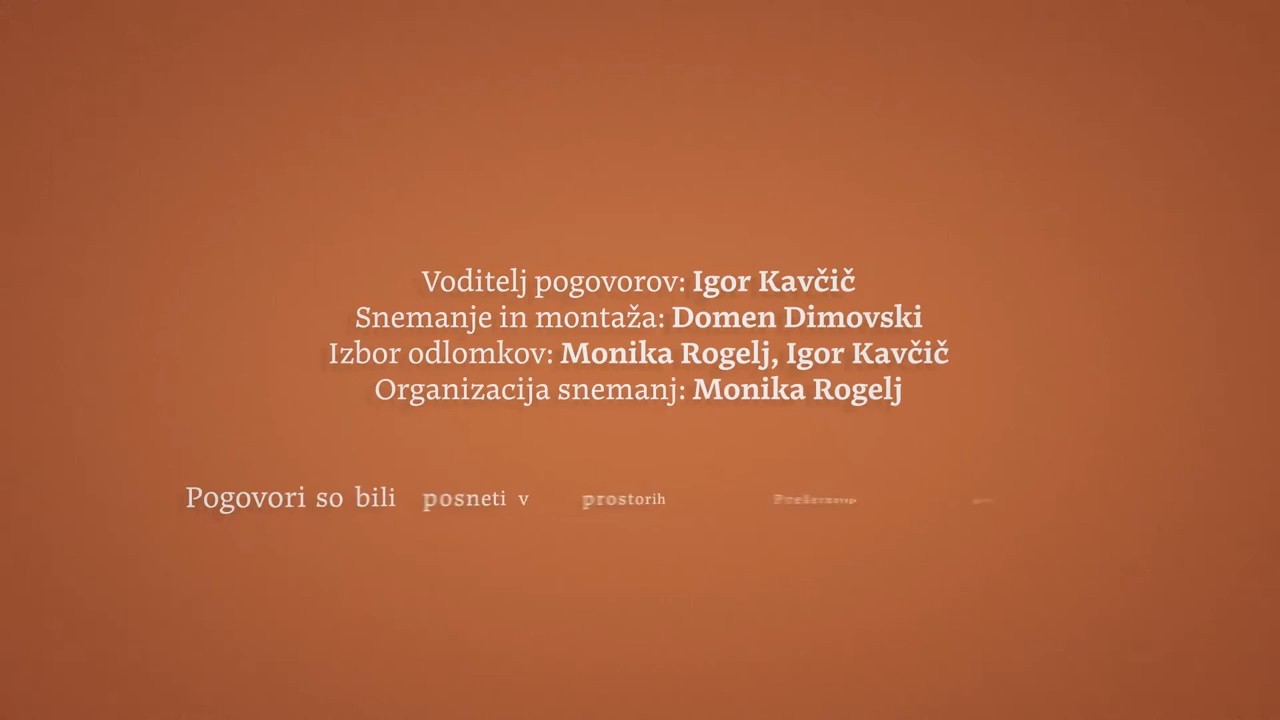 Voditelj pogovorov: Igor Kavčič
Snemanje in montaža: Domen Dimovski
Izbor odlomkov: Monika Rogelj, Igor Kavčič
Organizacija snemanj: Monika Rogelj
Pogovori so bili posneti v prostorih